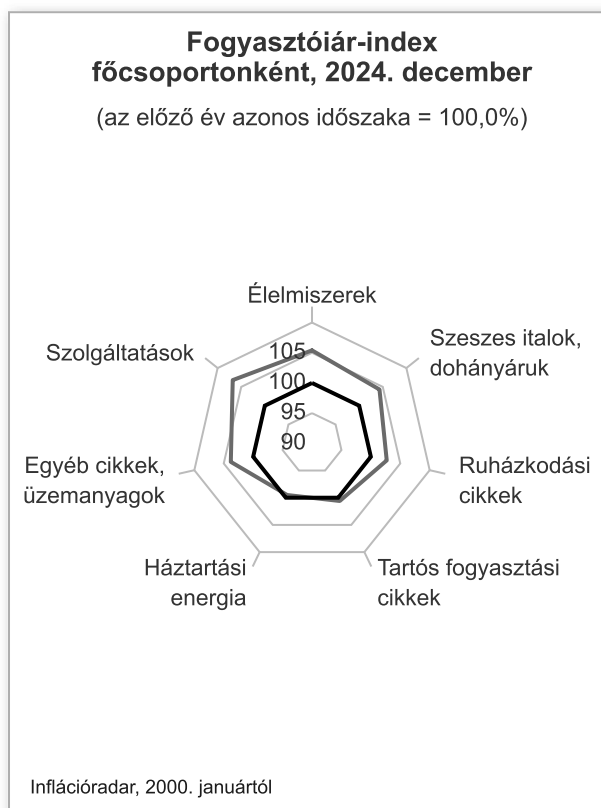 Fogyasztóiár-index
főcsoportonként, 2024. december
(az előző év azonos időszaka = 100,0%)
Élelmiszerek
Szeszes italok,
dohányáruk
Szolgáltatások
105
100
95
90
Egyéb cikkek,
üzemanyagok
Ruházkodási
cikkek
Háztartási
energia
Tartós fogyasztási
cikkek
Inflációradar, 2000. januártól